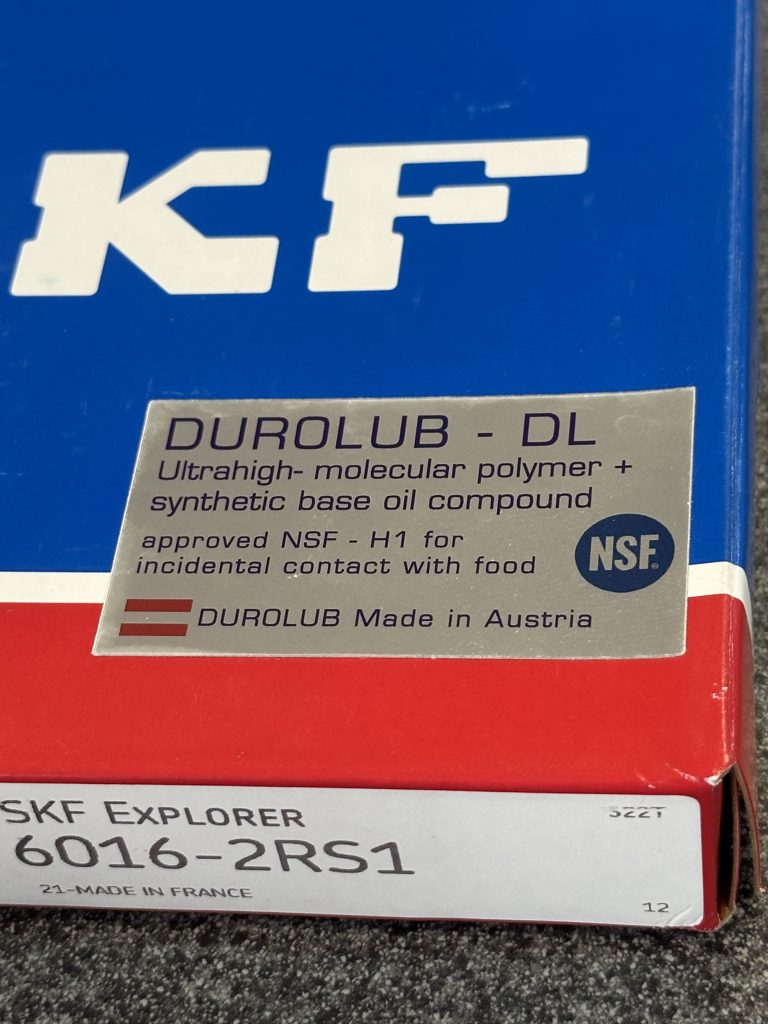 KF
DUROLUB - DL
Ultrahigh- molecular polymer +
synthetic base oil compound
approved NSF - H1 for
incidental contact with food
NSF
DUROLUB Made in Austria
SKF EXPLORER
6016-2RS1
21-MADE IN FRANCE
12